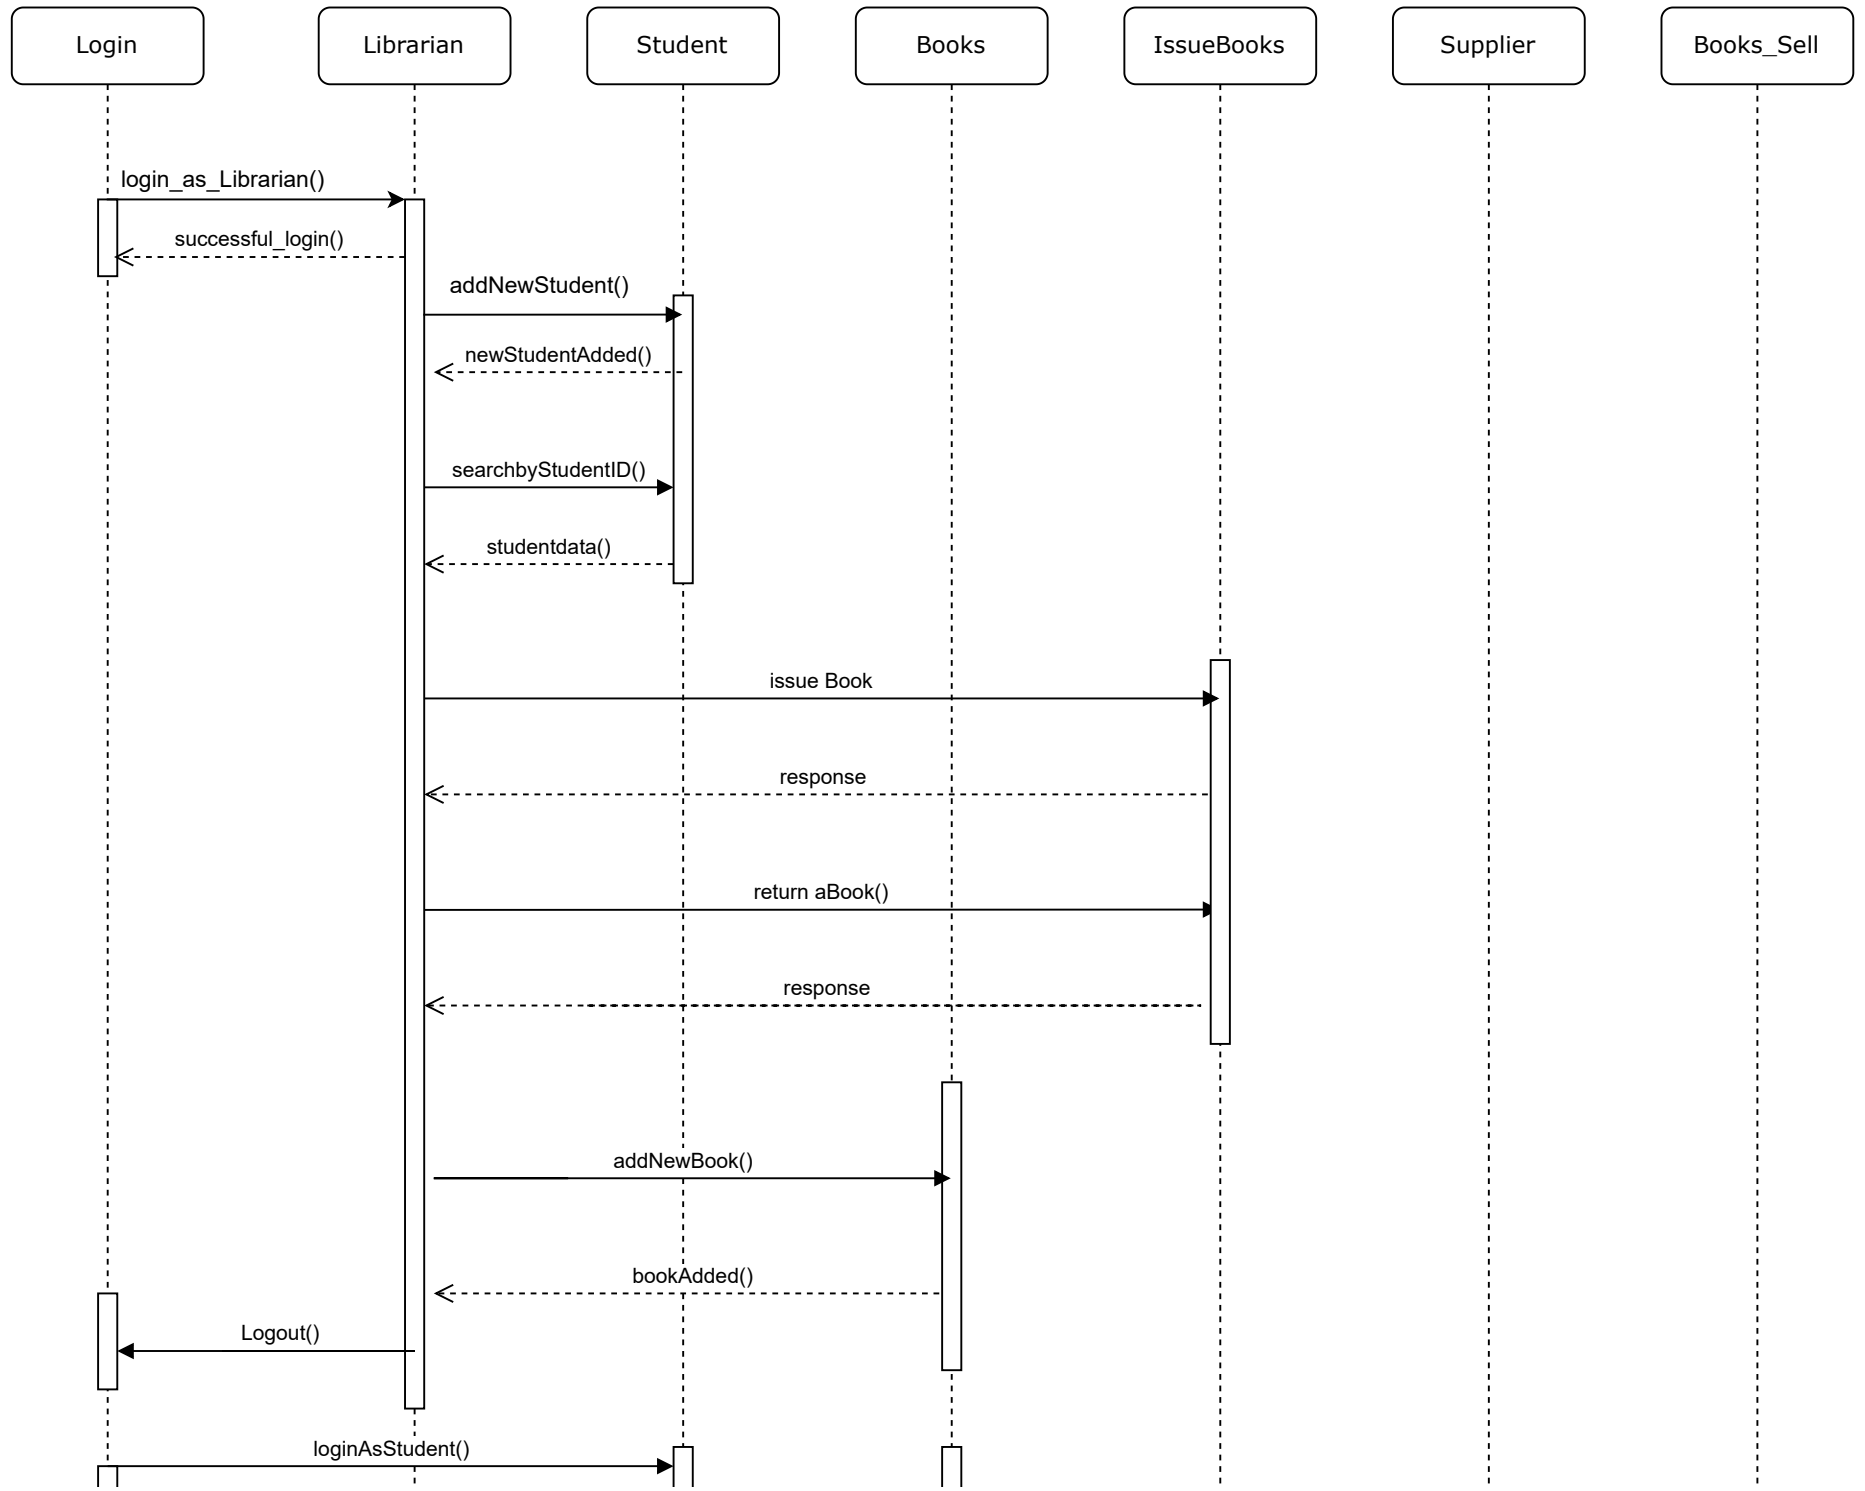 Login
Librarian
Student
Books
IssueBooks
Supplier
Books_Sell
login_as_Librarian()
successful_login()
addNewStudent()
newStudentAdded()
searchbyStudentID()
studentdata()
issue Book
response
return aBook()
response
addNewBook()
bookAdded()
Logout()
loginAsStudent()